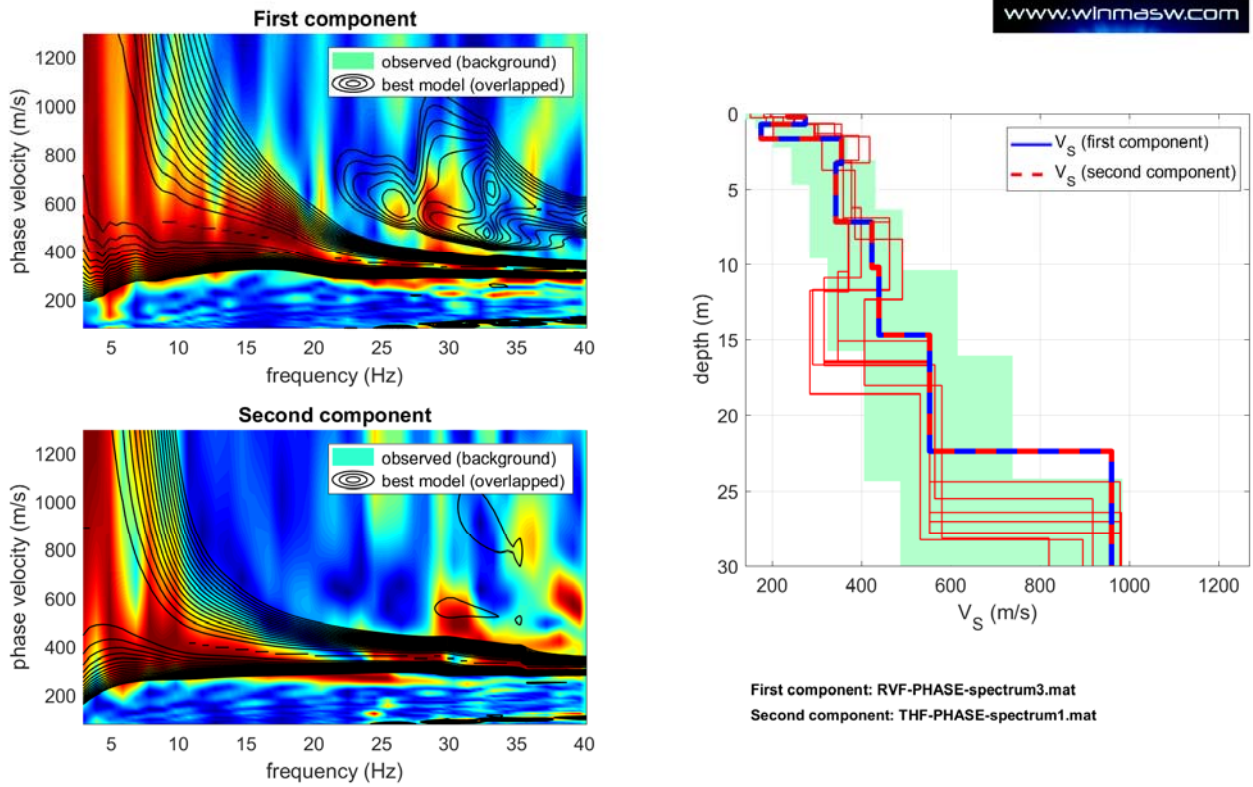 www.winmasw.com
First component
observed (background)
best model (overlapped)
phase velocity (m/s)
1200
1000
800
600
400
200
5 10 15 20 25 30 35 40
frequency (Hz)
Second component
observed (background)
best model (overlapped)
phase velocity (m/s)
1200
1000
800
600
400
200
5 10 15 20 25 30 35 40
frequency (Hz)
VS (first component)
VS (second component)
depth (m)
0
5
10
15
20
25
30
200 400 600 800 1000 1200
VS (m/s)
First component: RVF-PHASE-spectrum3.mat
Second component: THF-PHASE-spectrum1.mat